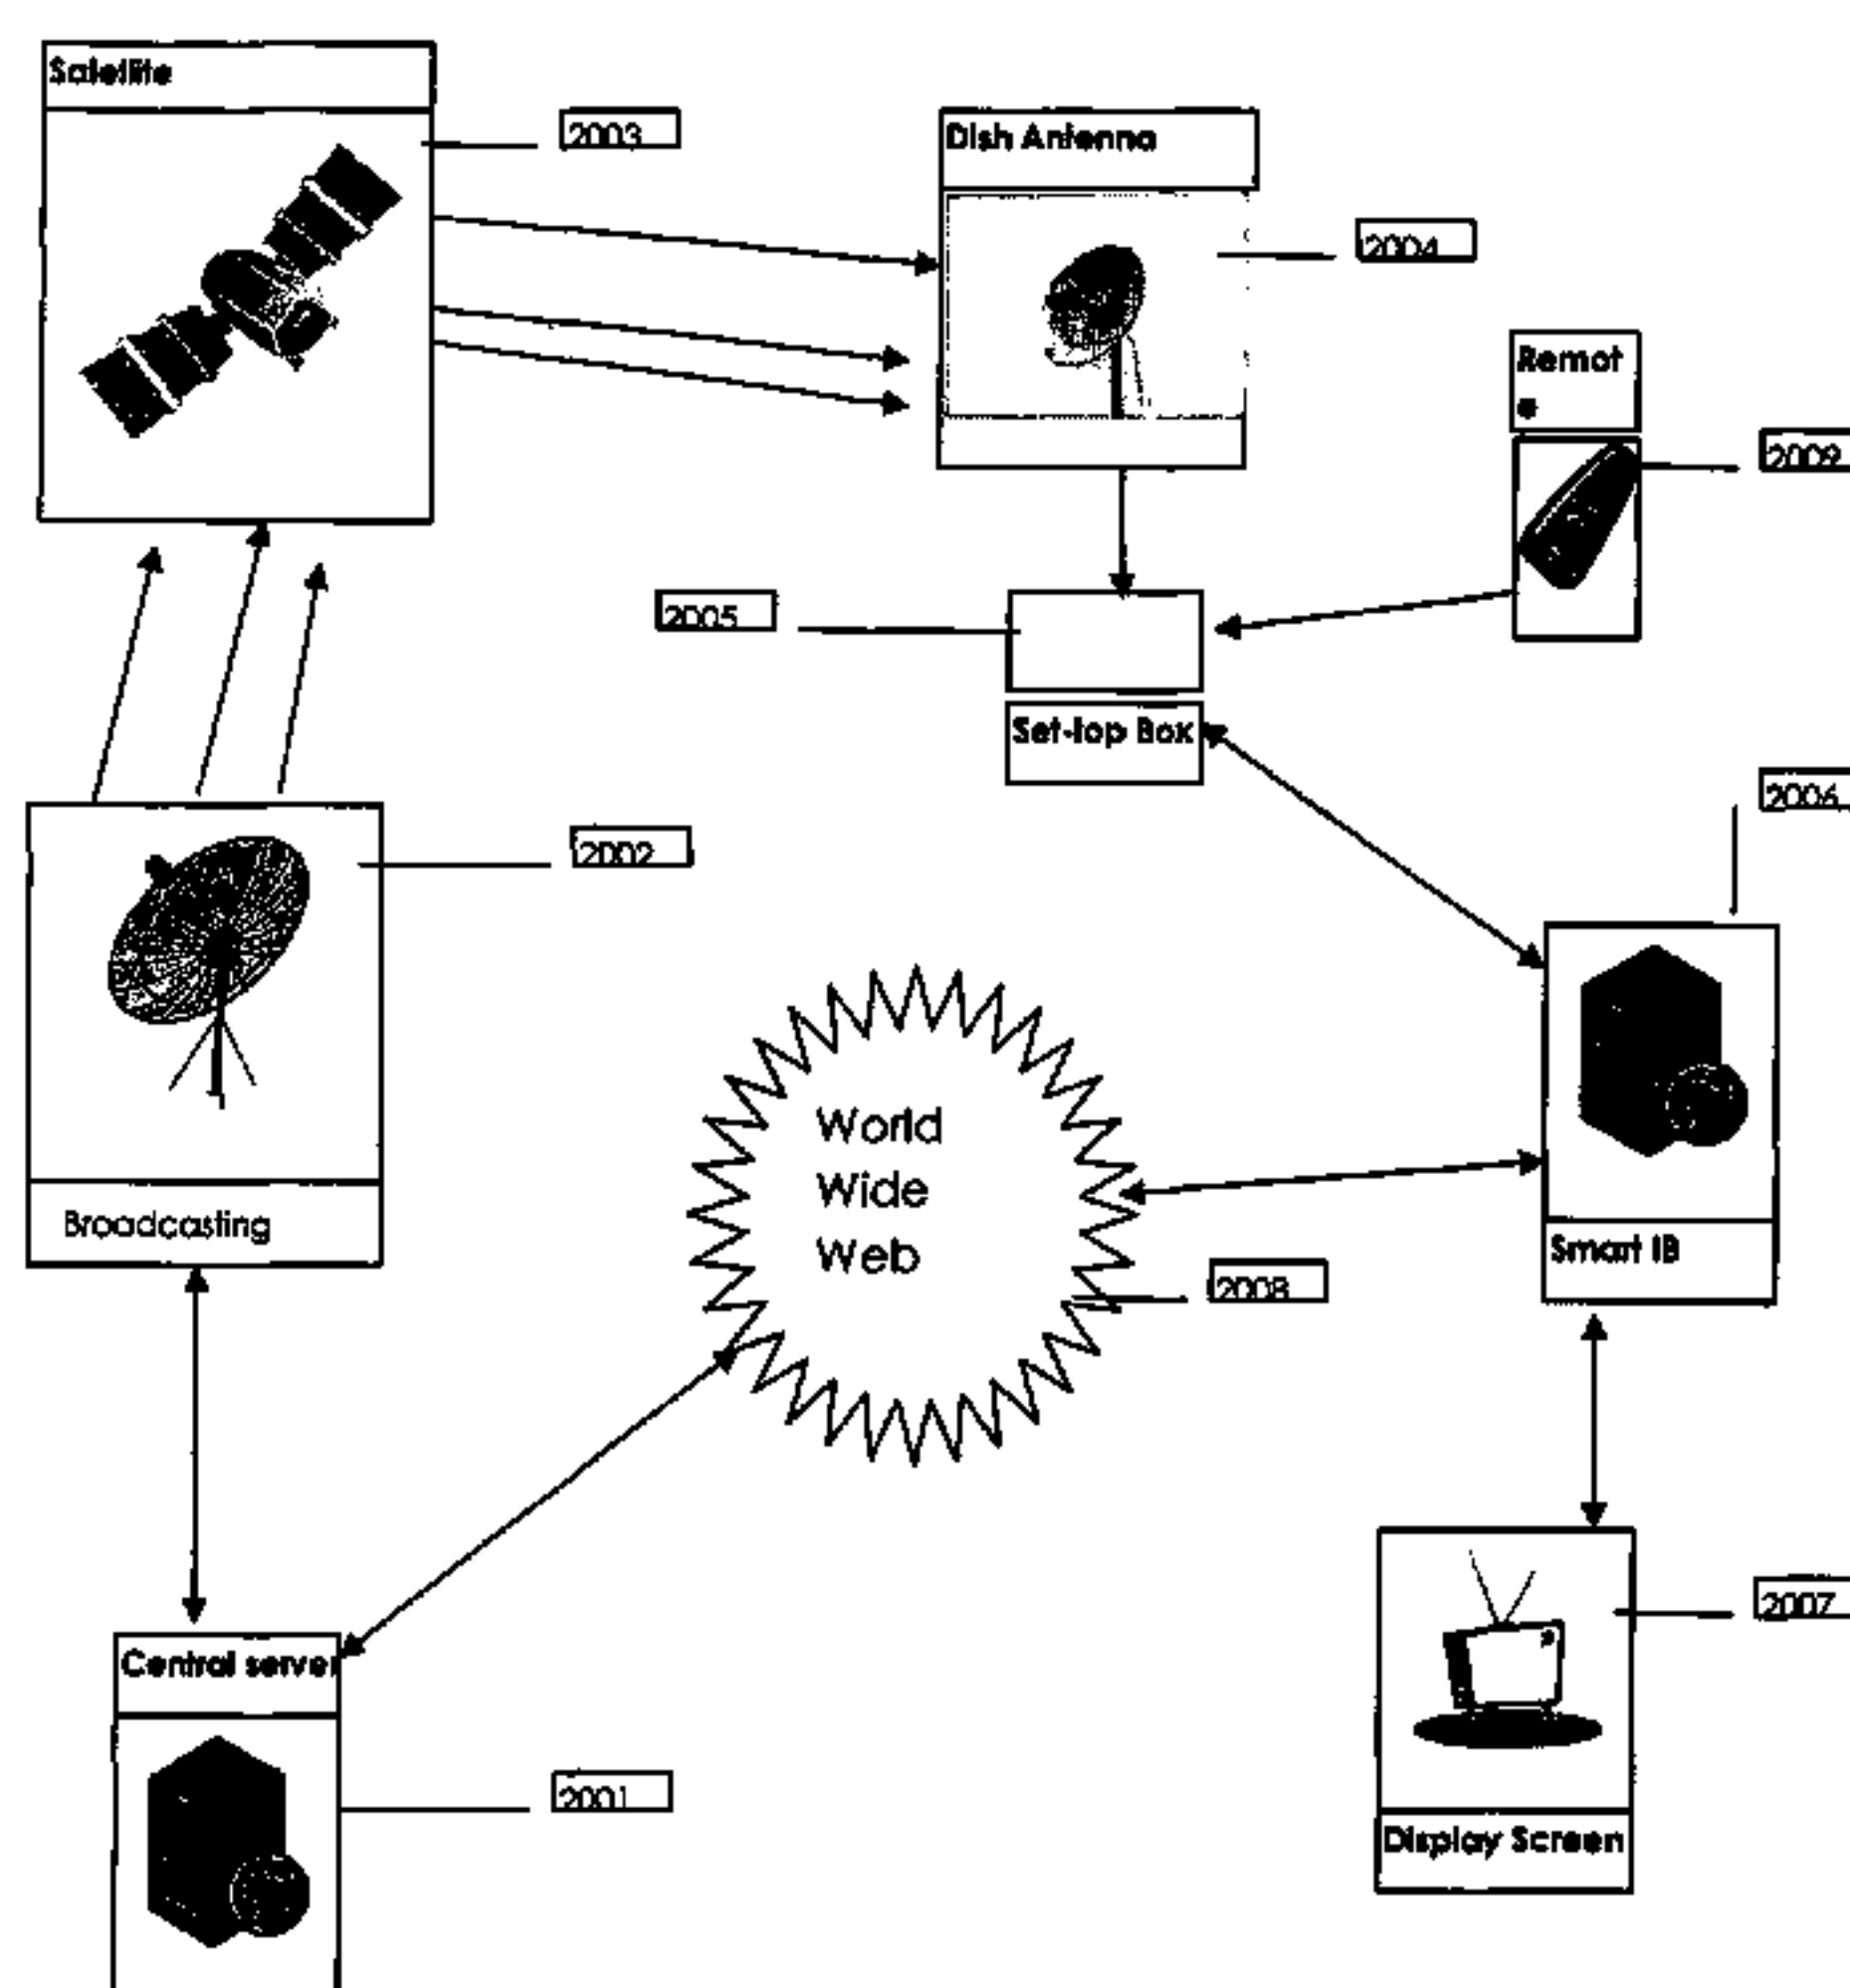 Satellite
2003
Dish Antenna
2004
Remot
e
2009
2005
Set-top Box
2006
2002
World
Wide
Web
Broadcasting
Smart IB
2008
Central server
2007
2001
Display Screen